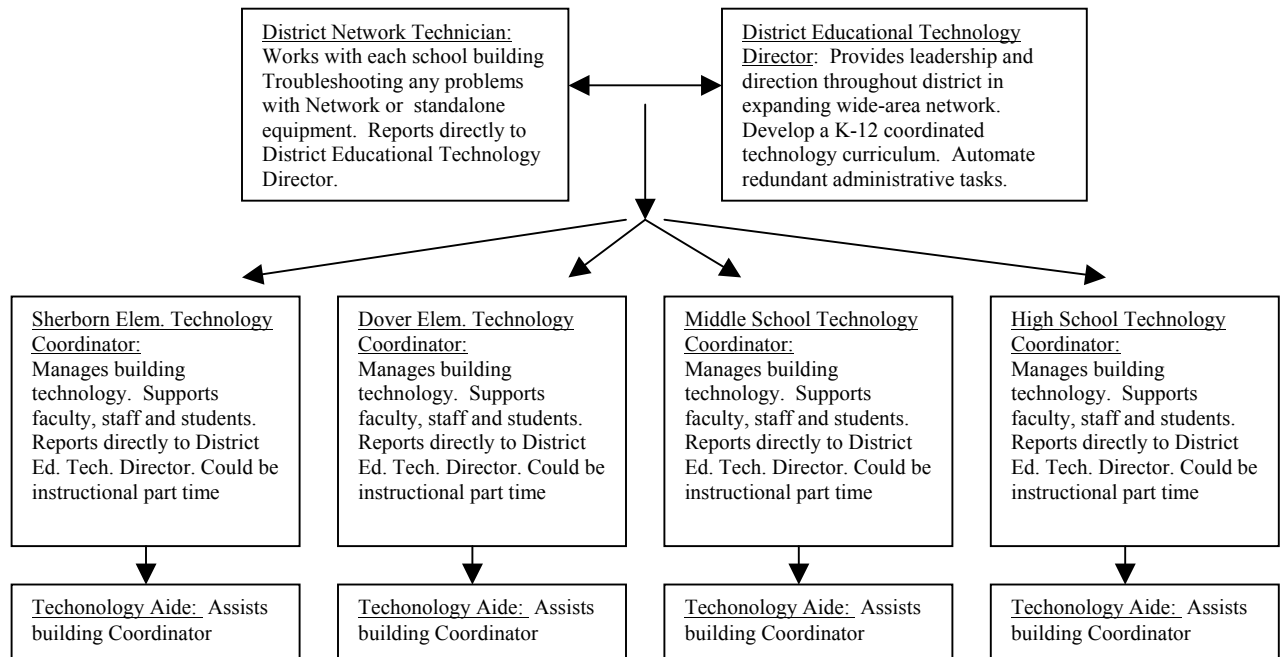 District Network Technician:
Works with each school building
Troubleshooting any problems
with Network or standalone
equipment. Reports directly to
District Educational Technology
Director.
District Educational Technology
Director: Provides leadership and
direction throughout district in
expanding wide-area network.
Develop a K-12 coordinated
technology curriculum. Automate
redundant administrative tasks.
Sherborn Elem. Technology
Coordinator:
Manages building
technology. Supports
faculty, staff and students.
Reports directly to District
Ed. Tech. Director. Could be
instructional part time
Dover Elem. Technology
Coordinator:
Manages building
technology. Supports
faculty, staff and students.
Reports directly to District
Ed. Tech. Director. Could be
instructional part time
Middle School Technology
Coordinator:
Manages building
technology. Supports
faculty, staff and students.
Reports directly to District
Ed. Tech. Director. Could be
instructional part time
High School Technology
Coordinator:
Manages building
technology. Supports
faculty, staff and students.
Reports directly to District
Ed. Tech. Director. Could be
instructional part time
Techonology Aide: Assists
building Coordinator
Techonology Aide: Assists
building Coordinator
Techonology Aide: Assists
building Coordinator
Techonology Aide: Assists
building Coordinator